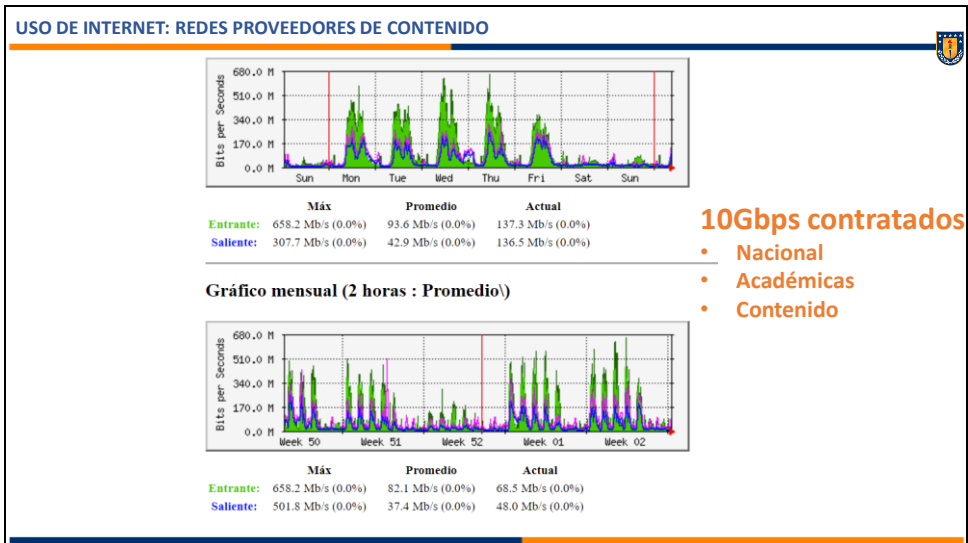 USO DE INTERNET: REDES PROVEEDORES DE CONTENIDO
Bits per Seconds
680.0 M
510.0 M
340.0 M
170.0 M
0.0 M
Sun Mon Tue Wed Thu Fri Sat Sun
Máx Promedio Actual
Entrante: 658.2 Mb/s (0.0%) 93.6 Mb/s (0.0%) 137.3 Mb/s (0.0%)
Saliente: 307.7 Mb/s (0.0%) 42.9 Mb/s (0.0%) 136.5 Mb/s (0.0%)
10Gbps contratados
• Nacional
• Académicas
• Contenido
Gráfico mensual (2 horas : Promedio\)
Bits per Second
680.0 M
510.0 M
340.0 M
170.0 M
0.0 M
Week 50 Week 51 Week 52 Week 01 Week 02
Máx Promedio Actual
Entrante: 658.2 Mb/s (0.0%) 82.1 Mb/s (0.0%) 68.5 Mb/s (0.0%)
Saliente: 501.8 Mb/s (0.0%) 37.4 Mb/s (0.0%) 48.0 Mb/s (0.0%)